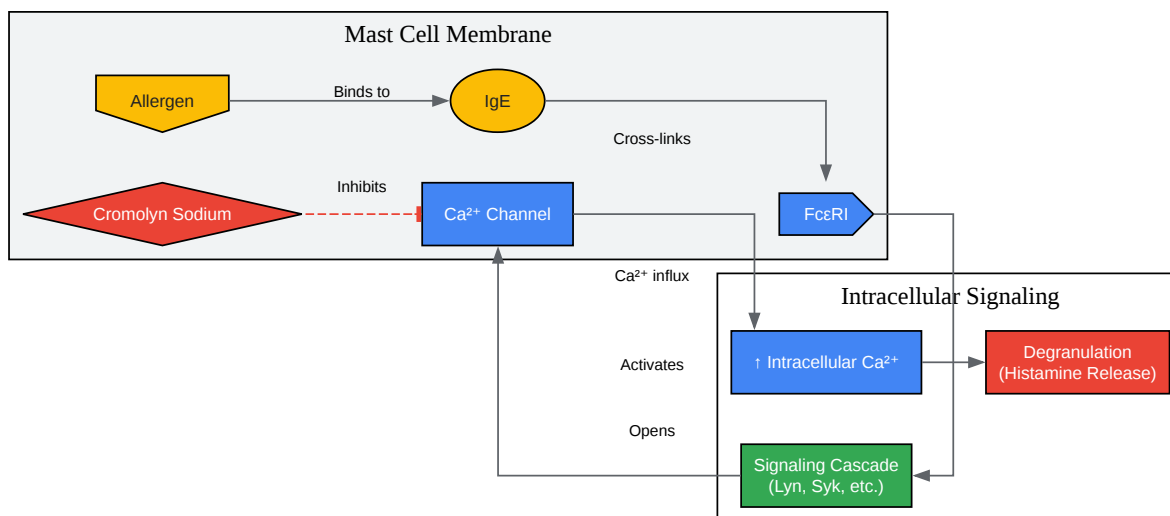 Mast Cell Membrane
Allergen
Binds to
IgE
Cross-links
Inhibits
Cromolyn Sodium
Ca²⁺ Channel
FcεRI
Ca²⁺ influx
Intracellular Signaling
Activates
↑ Intracellular Ca²⁺
Degranulation
(Histamine Release)
Opens
Signaling Cascade
(Lyn, Syk, etc.)